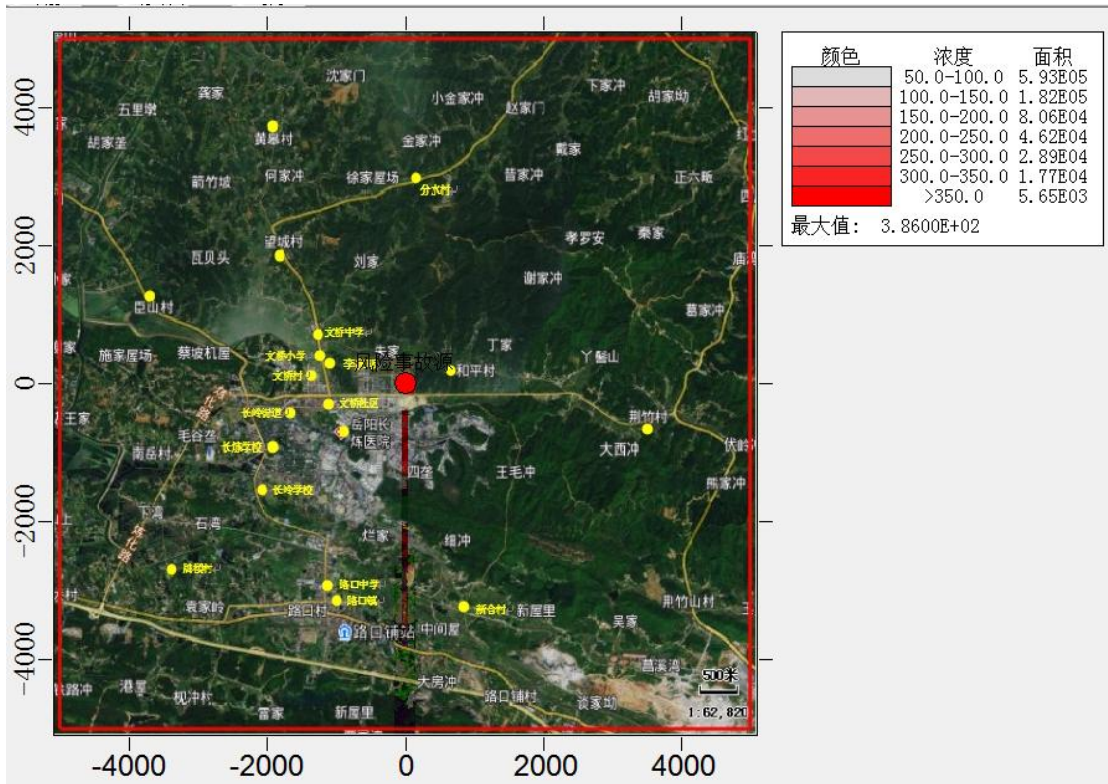 颜色 浓度 面积
50.0-100.0 5.93E05
100.0-150.0 1.82E05
150.0-200.0 8.06E04
200.0-250.0 4.62E04
250.0-300.0 2.89E04
300.0-350.0 1.77E04
>350.0 5.65E03
最大值: 3.8600E+02
4000
2000
0
-2000
-4000
沈家门
龚家
下家冲
五里墩
小金家冲
赵家门
胡家坳
胡家垄
黄皋村
金家冲
戴家
箭竹坡
何家冲
徐家屋场
昔家冲
正六畈
分水村
望城村
孝罗安
秦家
瓦贝头
刘家
谢家冲
臣山村
葛家冲
文桥中学
施家屋场
蔡坡机屋
文桥小学
丁家
丫髻山
风险事故源
和平村
文桥村
王家
长岭街道
文桥社区
荆竹村
毛谷垄
岳阳长
炼医院
大西冲
伏岭
南岳村
长炼学校
四垄
王毛冲
熊家冲
长岭学校
下湾
石湾
烂家
细冲
炼化路
路口中学
袁家岭
路口村
路口镇
新合村
新屋里
荆竹山村
吴家
路口铺站
中间屋
菖溪湾
港屋
枧冲村
大房冲
路口铺村
谈家坳
500米
雷家
新屋里
1:62,820
-4000 -2000 0 2000 4000